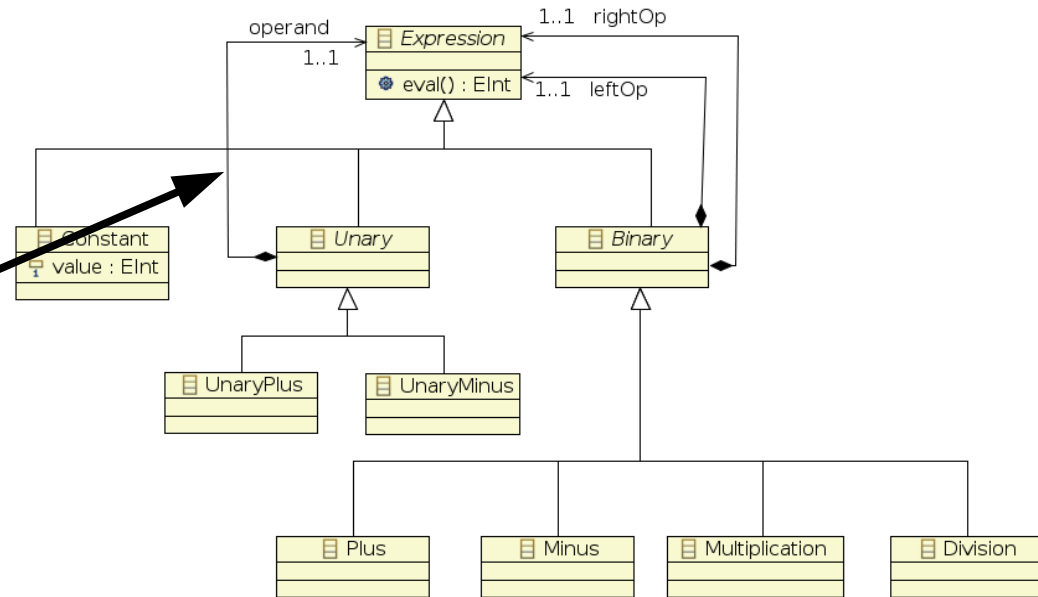 operand
1..1
Expression
eval() : EInt
1..1 rightOp
1..1 leftOp
Constant
value : EInt
Unary
Binary
UnaryPlus
UnaryMinus
Plus
Minus
Multiplication
Division